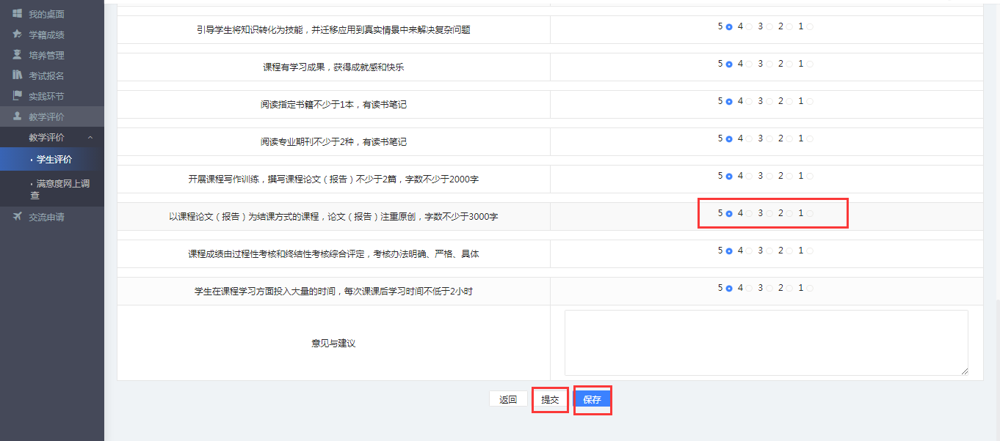 我的桌面
学籍成绩
培养管理
考试报名
实践环节
教学评价
教学评价
· 学生评价
· 满意度网上调
查
交流申请
引导学生将知识转化为技能，并迁移应用到真实情景中来解决复杂问题 5 4 3 2 1
课程有学习成果，获得成就感和快乐 5 4 3 2 1
阅读指定书籍不少于1本，有读书笔记 5 4 3 2 1
阅读专业期刊不少于2种，有读书笔记 5 4 3 2 1
开展课程写作训练，撰写课程论文（报告）不少于2篇，字数不少于2000字 5 4 3 2 1
以课程论文（报告）为结课方式的课程，论文（报告）注重原创，字数不少于3000字 5 4 3 2 1
课程成绩由过程性考核和终结性考核综合评定，考核办法明确、严格、具体 5 4 3 2 1
学生在课程学习方面投入大量的时间，每次课课后学习时间不低于2小时 5 4 3 2 1
意见与建议
返回 提交 保存